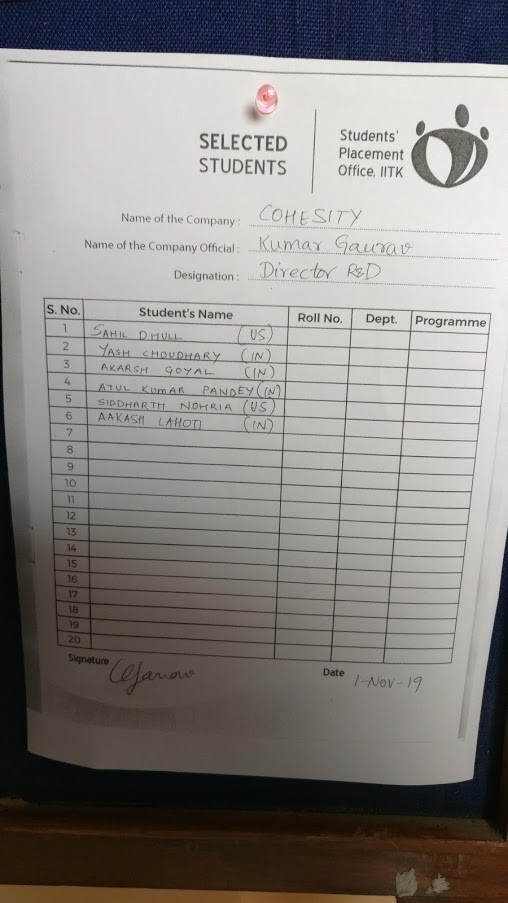 SELECTED
STUDENTS
Students'
Placement
Office, IITK
Name of the Company : COHESITY
Name of the Company Official : Kumar Gaurav
Designation : Director R&D
S. No. Student's Name Roll No. Dept. Programme
1 SAHIL DHULL (US)
2 YASH CHOUDHARY (IN)
3 AKARSH GOYAL (IN)
4 ATUL KUMAR PANDEY (IN)
5 SIDDHARTH NOHRIA (US)
6 AAKASH LAHOTI (IN)
7
8
9
10
11
12
13
14
15
16
17
18
19
20
Signature Date 1-Nov-19